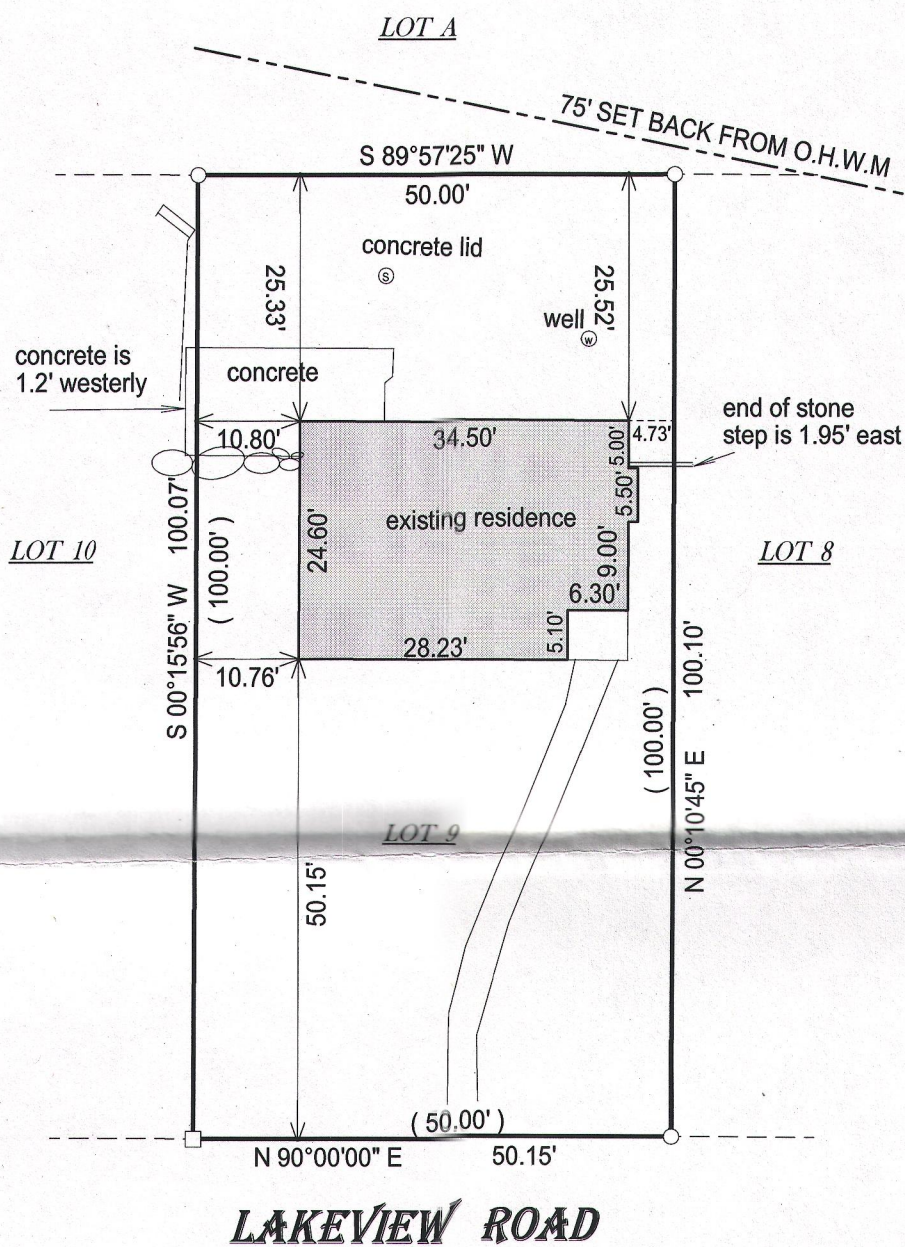 LOT A
75' SET BACK FROM O.H.W.M
S 89°57'25" W
50.00'
concrete lid
S
25.33'
25.52'
well
W
concrete is
1.2' westerly
concrete
10.80'
34.50'
5.00'
4.73'
end of stone
step is 1.95' east
5.50'
existing residence
24.60'
9.00'
6.30'
5.10'
28.23'
10.76'
LOT 10
S 00°15'56" W 100.07'
( 100.00' )
LOT 8
N 00°10'45" E 100.10'
( 100.00' )
LOT 9
50.15'
( 50.00' )
N 90°00'00" E 50.15'
LAKEVIEW ROAD